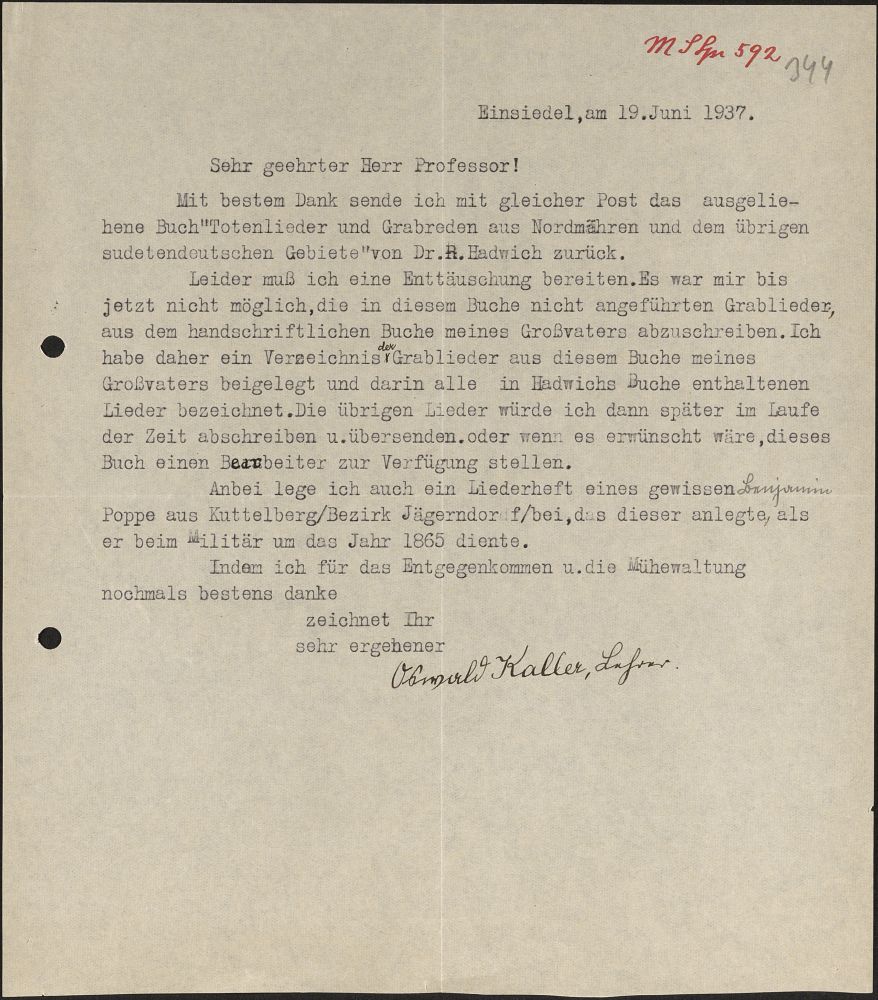 592
344
Einsiedel,am 19.Juni 1937.
Sehr geehrter Herr Professor!
Mit bestem Dank sende ich mit gleicher Post das ausgelie-
hene Buch"Totenlieder und Grabreden aus Nordmähren und dem übrigen
sudetendeutschen Gebiete"von Dr.R.Hadwich zurück.
Leider muß ich eine Enttäuschung bereiten.Es war mir bis
jetzt nicht möglich,die in diesem Buche nicht angeführten Grablieder,
aus dem handschriftlichen Buche meines Großvaters abzuschreiben.Ich
habe daher ein Verzeichnis der Grablieder aus diesem Buche meines
Großvaters beigelegt und darin alle in Hadwichs Buche enthaltenen
Lieder bezeichnet.Die übrigen Lieder würde ich dann später im Laufe
der Zeit abschreiben u.übersenden.oder wenn es erwünscht wäre,dieses
Buch einen Bearbeiter zur Verfügung stellen.
Anbei lege ich auch ein Liederheft eines gewissen Benjamin
Poppe aus Kuttelberg/Bezirk Jägerndorf/bei,das dieser anlegte, als
er beim Militär um das Jahr 1865 diente.
Indem ich für das Entgegenkommen u.die Mühewaltung
nochmals bestens danke
zeichnet Ihr
sehr ergebener
Oswald Kaller, Lehrer.